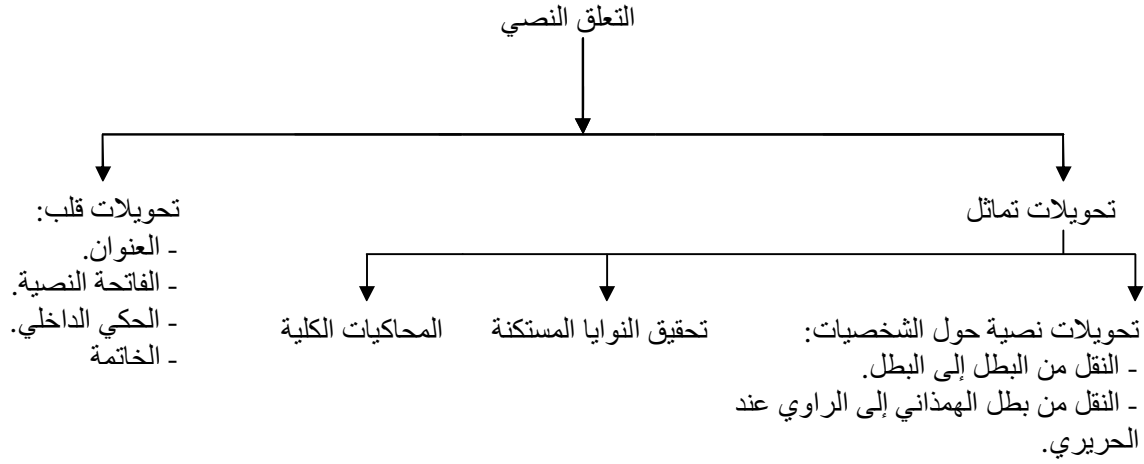 التعلق النصي
تحويلات تماثل
تحويلات نصية حول الشخصيات:
- النقل من البطل إلى البطل.
- النقل من بطل الهمذاني إلى الراوي عند
الحريري.
تحقيق النوايا المستكنة
المحاكيات الكلية
تحويلات قلب:
- العنوان.
- الفاتحة النصية.
- الحكي الداخلي.
- الخاتمة